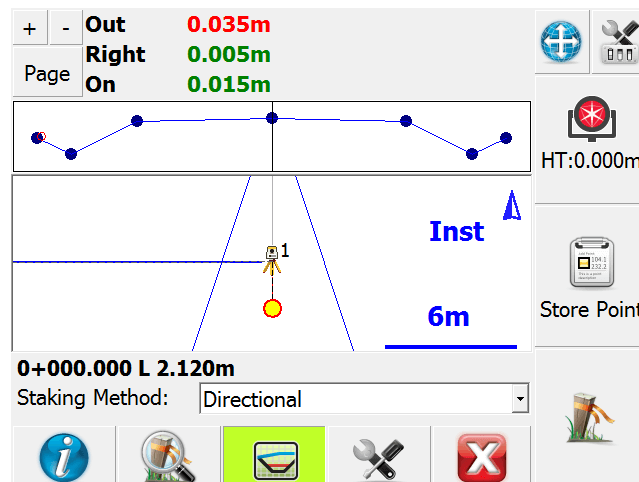 + - Out 0.035m
Page Right 0.005m
On 0.015m
HT:0.000m
1
Inst
6m
Store Point
0+000.000 L 2.120m
Staking Method: Directional